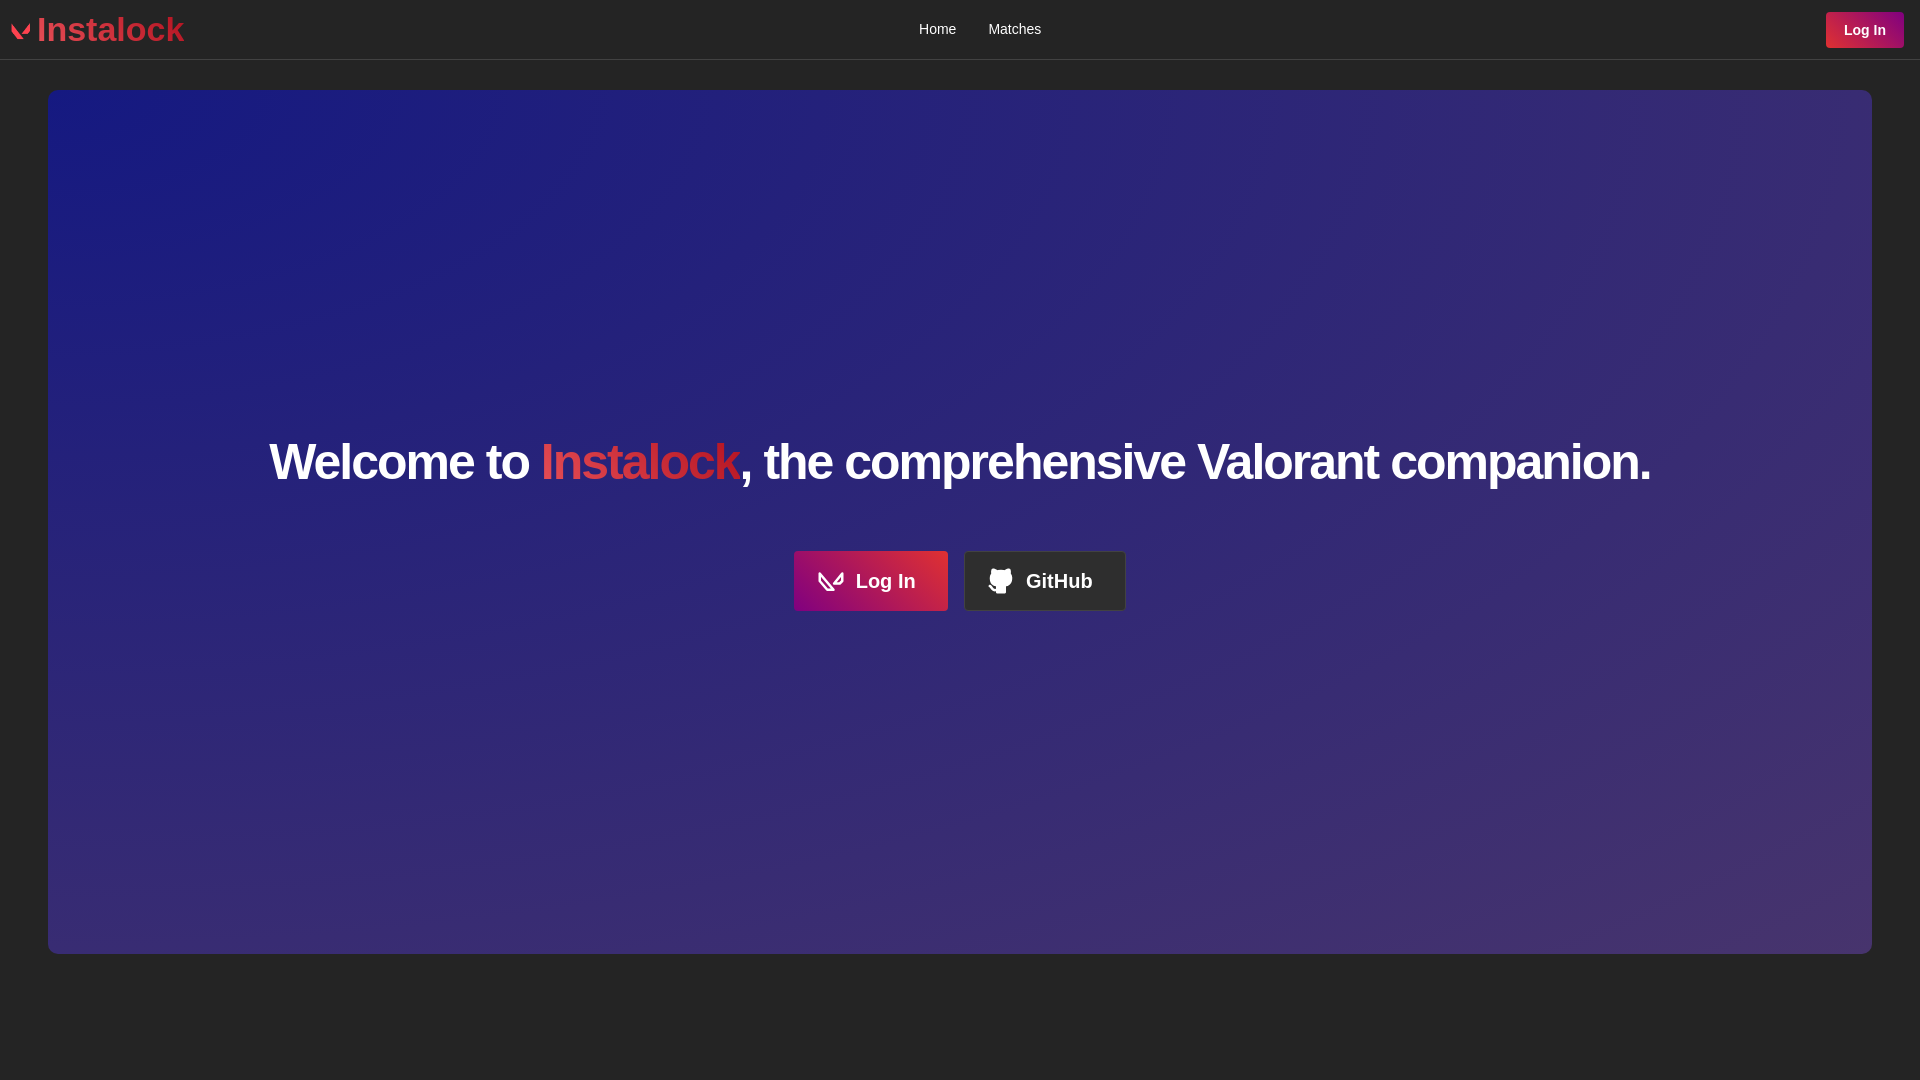 Instalock
Home
Matches
Log In
Welcome to Instalock, the comprehensive Valorant companion.
Log In
GitHub